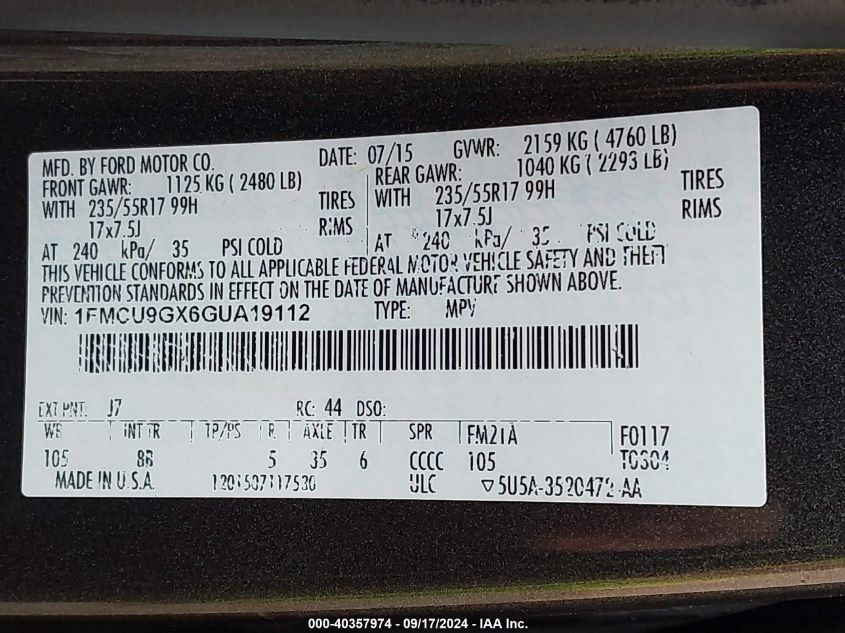 MFD. BY FORD MOTOR CO. DATE: 07/15 GVWR: 2159 KG ( 4760 LB)
FRONT GAWR: 1125 KG ( 2480 LB) REAR GAWR: 1040 KG ( 2293 LB)
WITH 235/55R17 99H TIRES WITH 235/55R17 99H TIRES
17x7.5J RIMS 17x7.5J RIMS
AT 240 kPa/ 35 PSI COLD AT 240 kPa/ 35 PSI COLD
THIS VEHICLE CONFORMS TO ALL APPLICABLE FEDERAL MOTOR VEHICLE SAFETY AND THEFT
PREVENTION STANDARDS IN EFFECT ON THE DATE OF MANUFACTURE SHOWN ABOVE.
VIN: 1FMCU9GX6GUA19112 TYPE: MPV
EXT PNT: J7 RC: 44 DSO:
WB INT TR TP/PS R AXLE TR SPR FM21A F0117
105 8B 5 35 6 CCCC 105 T0304
MADE IN U.S.A. ULC ▽5U5A-3520472-AA
000-40357974 - 09/17/2024 - IAA Inc.